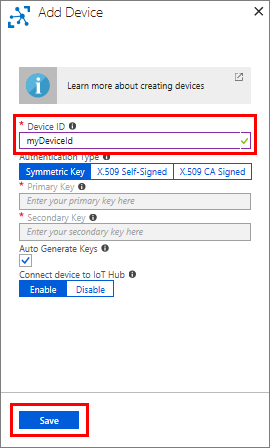 Add Device
Learn more about creating devices
* Device ID
myDeviceId
Authentication Type
Symmetric Key X.509 Self-Signed X.509 CA Signed
* Primary Key
Enter your primary key here
* Secondary Key
Enter your secondary key here
Auto Generate Keys
Connect device to IoT Hub
Enable Disable
Save